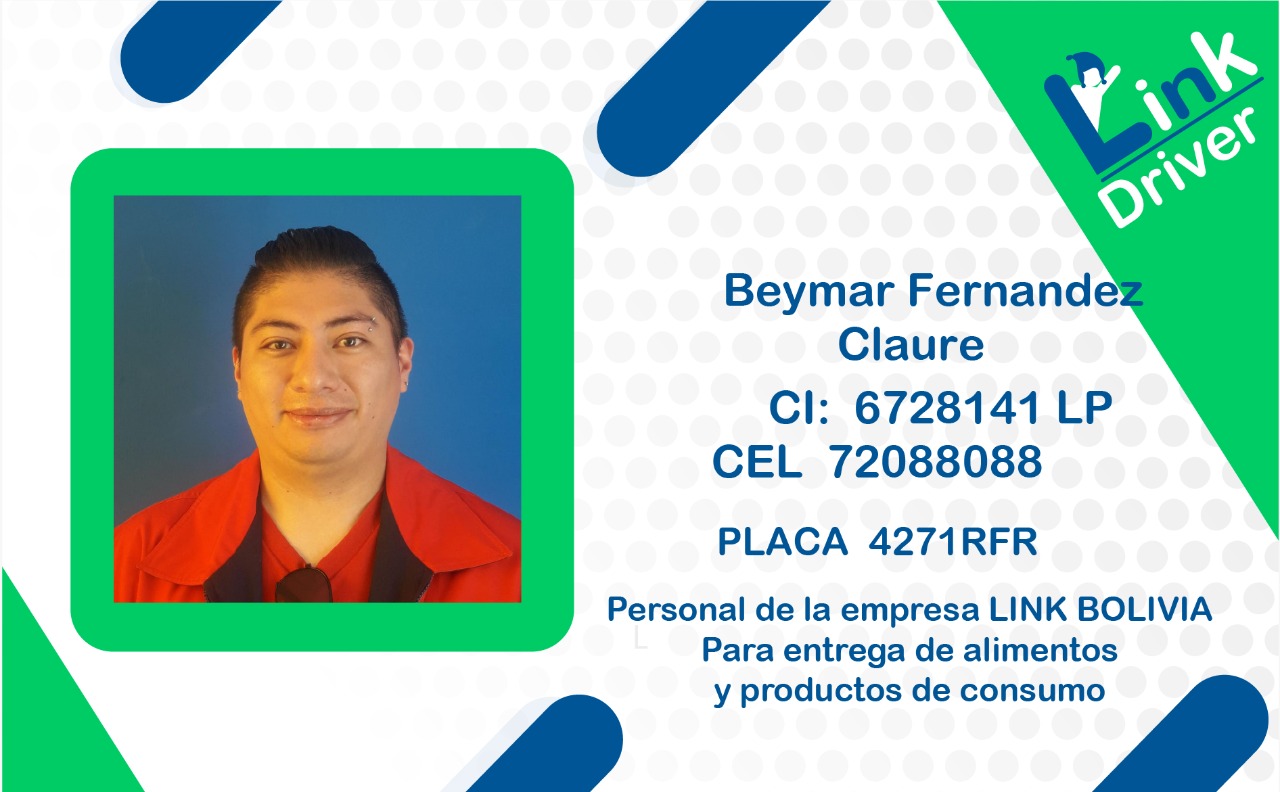 Link
Driver
Beymar Fernandez
Claure
CI: 6728141 LP
CEL 72088088
PLACA 4271RFR
Personal de la empresa LINK BOLIVIA
L
Para entrega de alimentos
y productos de consumo